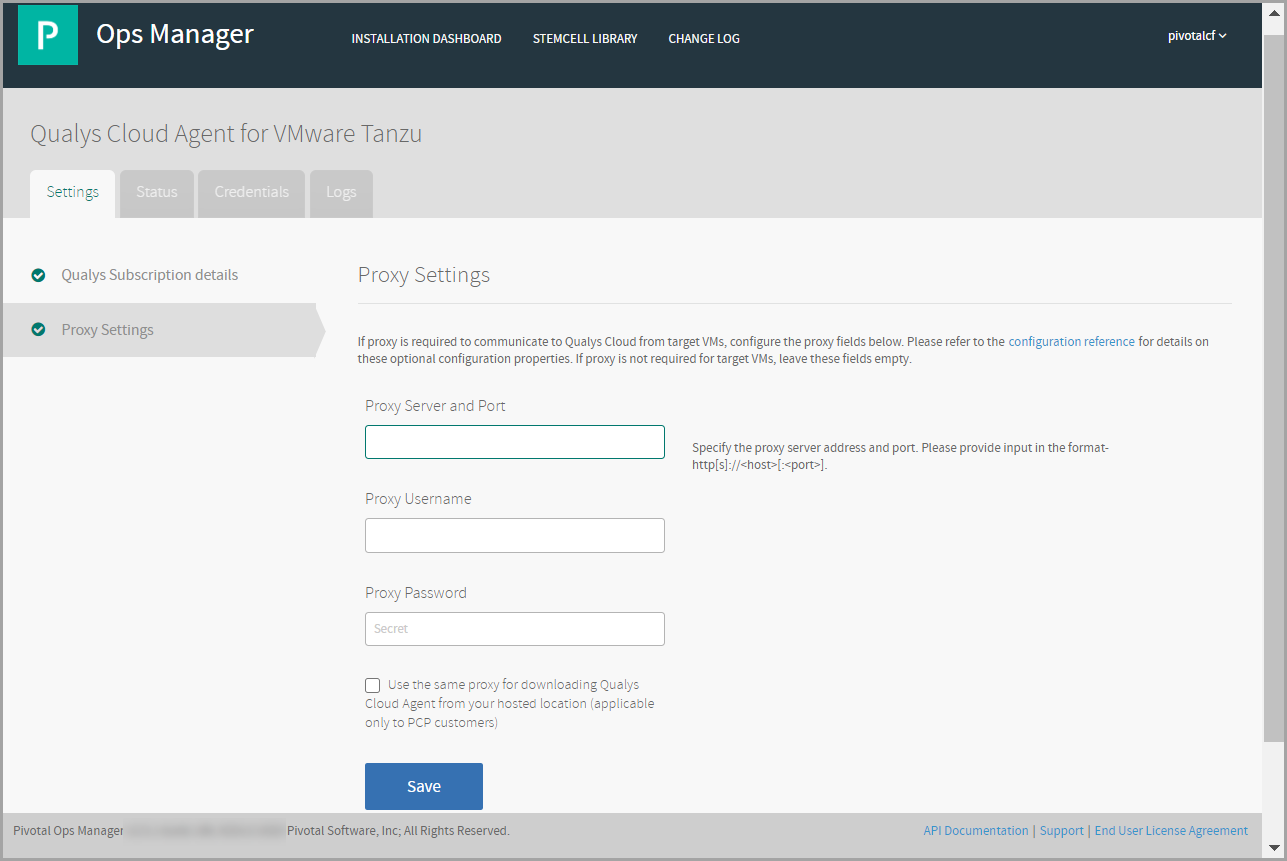 P
Ops Manager
INSTALLATION DASHBOARD
STEMCELL LIBRARY
CHANGE LOG
pivotalcf
Qualys Cloud Agent for VMware Tanzu
Settings
Status
Credentials
Logs
Qualys Subscription details
Proxy Settings
Proxy Settings
If proxy is required to communicate to Qualys Cloud from target VMs, configure the proxy fields below. Please refer to the configuration reference for details on
these optional configuration properties. If proxy is not required for target VMs, leave these fields empty.
Proxy Server and Port
Specify the proxy server address and port. Please provide input in the format-
http[s]://<host>[:<port>].
Proxy Username
Proxy Password
Secret
Use the same proxy for downloading Qualys
Cloud Agent from your hosted location (applicable
only to PCP customers)
Save
Pivotal Ops Manager
Pivotal Software, Inc; All Rights Reserved.
API Documentation | Support | End User License Agreement